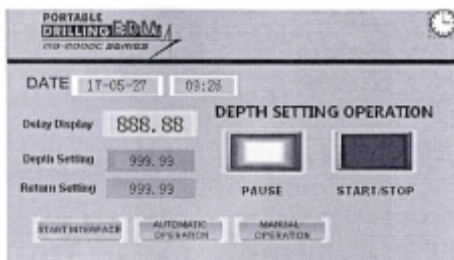 PORTABLE
DRILLING EDM
DATE 17-05-27 09:26
DEPTH SETTING OPERATION
Delay Display 888.88
Depth Setting 999.99
Return Setting 999.99
PAUSE START/STOP
START INTERFACE AUTOMATIC OPERATION MANUAL OPERATION